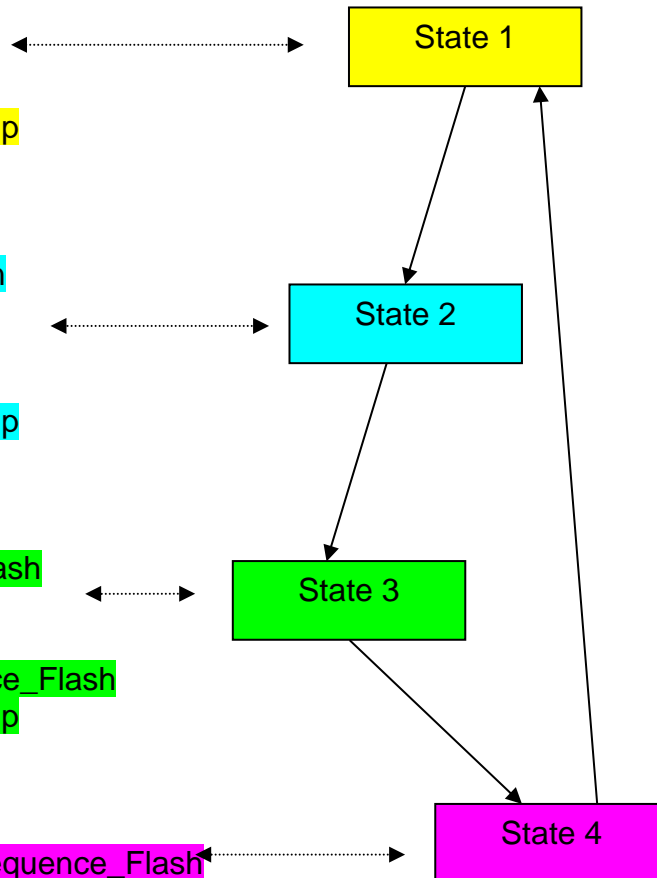 State 1
p
n
State 2
p
ash
State 3
ce_Flash
p
State 4
equence_Flash